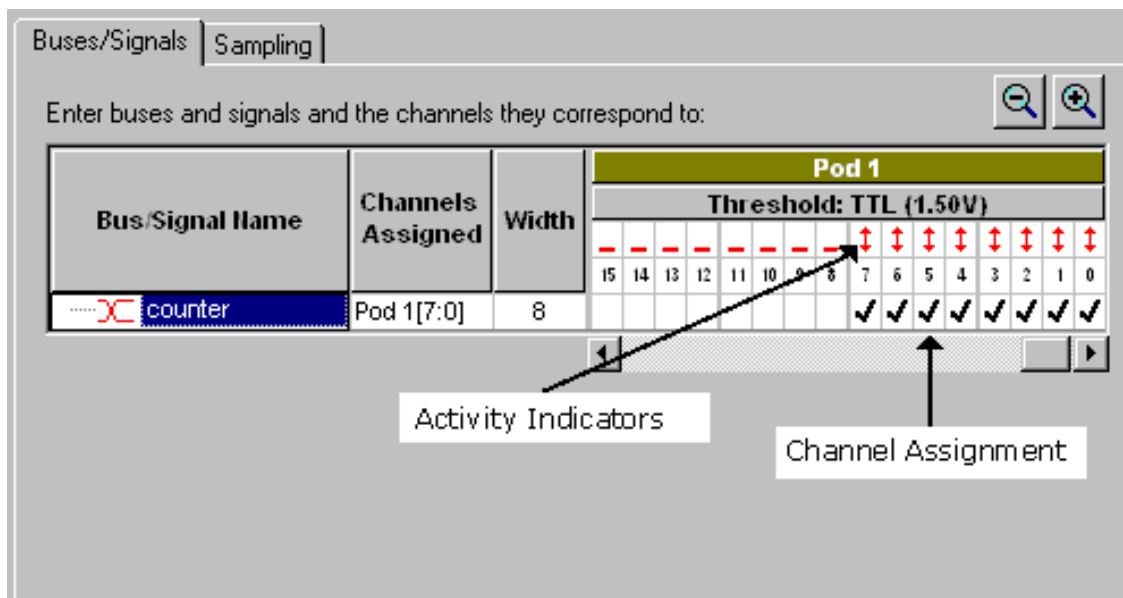 Buses/Signals Sampling
Enter buses and signals and the channels they correspond to:
Bus/Signal Name Channels Assigned Width Pod 1
Threshold: TTL (1.50V)
15 14 13 12 11 10 9 8 7 6 5 4 3 2 1 0
counter Pod 1[7:0] 8
Activity Indicators
Channel Assignment